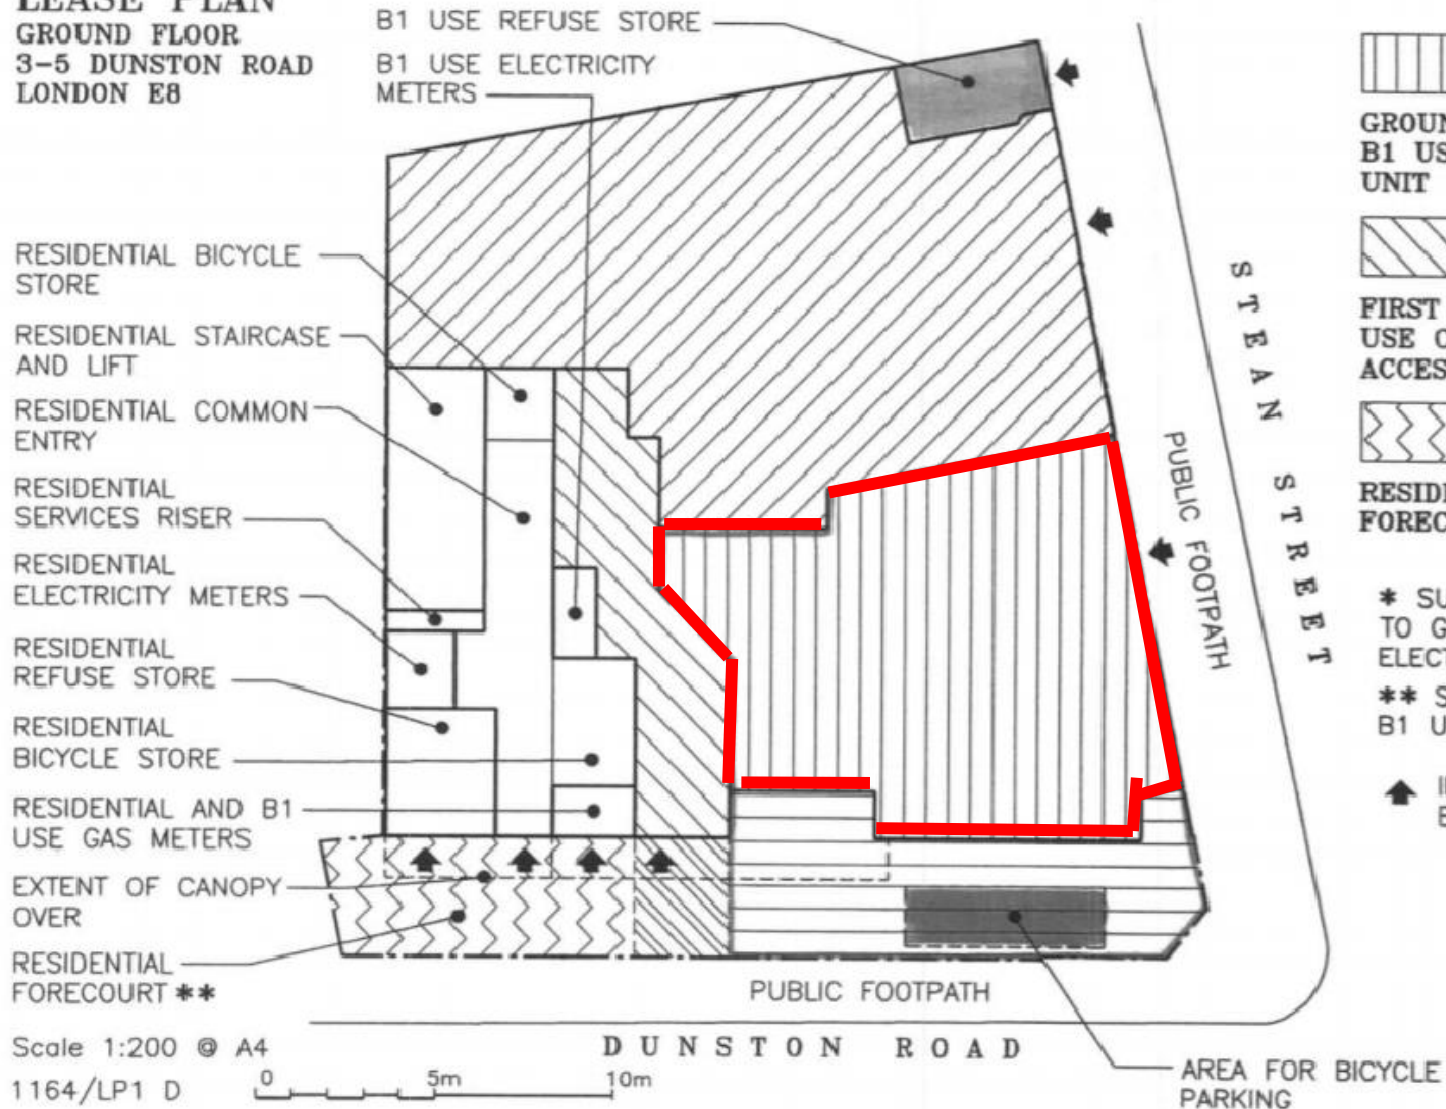 LEASE PLAN
GROUND FLOOR
3-5 DUNSTON ROAD
LONDON E8
B1 USE REFUSE STORE
B1 USE ELECTRICITY
METERS
RESIDENTIAL BICYCLE
STORE
RESIDENTIAL STAIRCASE
AND LIFT
RESIDENTIAL COMMON
ENTRY
RESIDENTIAL
SERVICES RISER
RESIDENTIAL
ELECTRICITY METERS
RESIDENTIAL
REFUSE STORE
RESIDENTIAL
BICYCLE STORE
RESIDENTIAL AND B1
USE GAS METERS
EXTENT OF CANOPY
OVER
RESIDENTIAL
FORECOURT **
Scale 1:200 @ A4
1164/LP1 D
0 5m 10m
PUBLIC FOOTPATH
DUNSTON ROAD
PUBLIC FOOTPATH
STEAN STREET
AREA FOR BICYCLE
PARKING
GROUN
B1 US
UNIT
FIRST
USE
ACCES
RESID
FOREC
* SU
TO G
ELECT
** S
B1 U